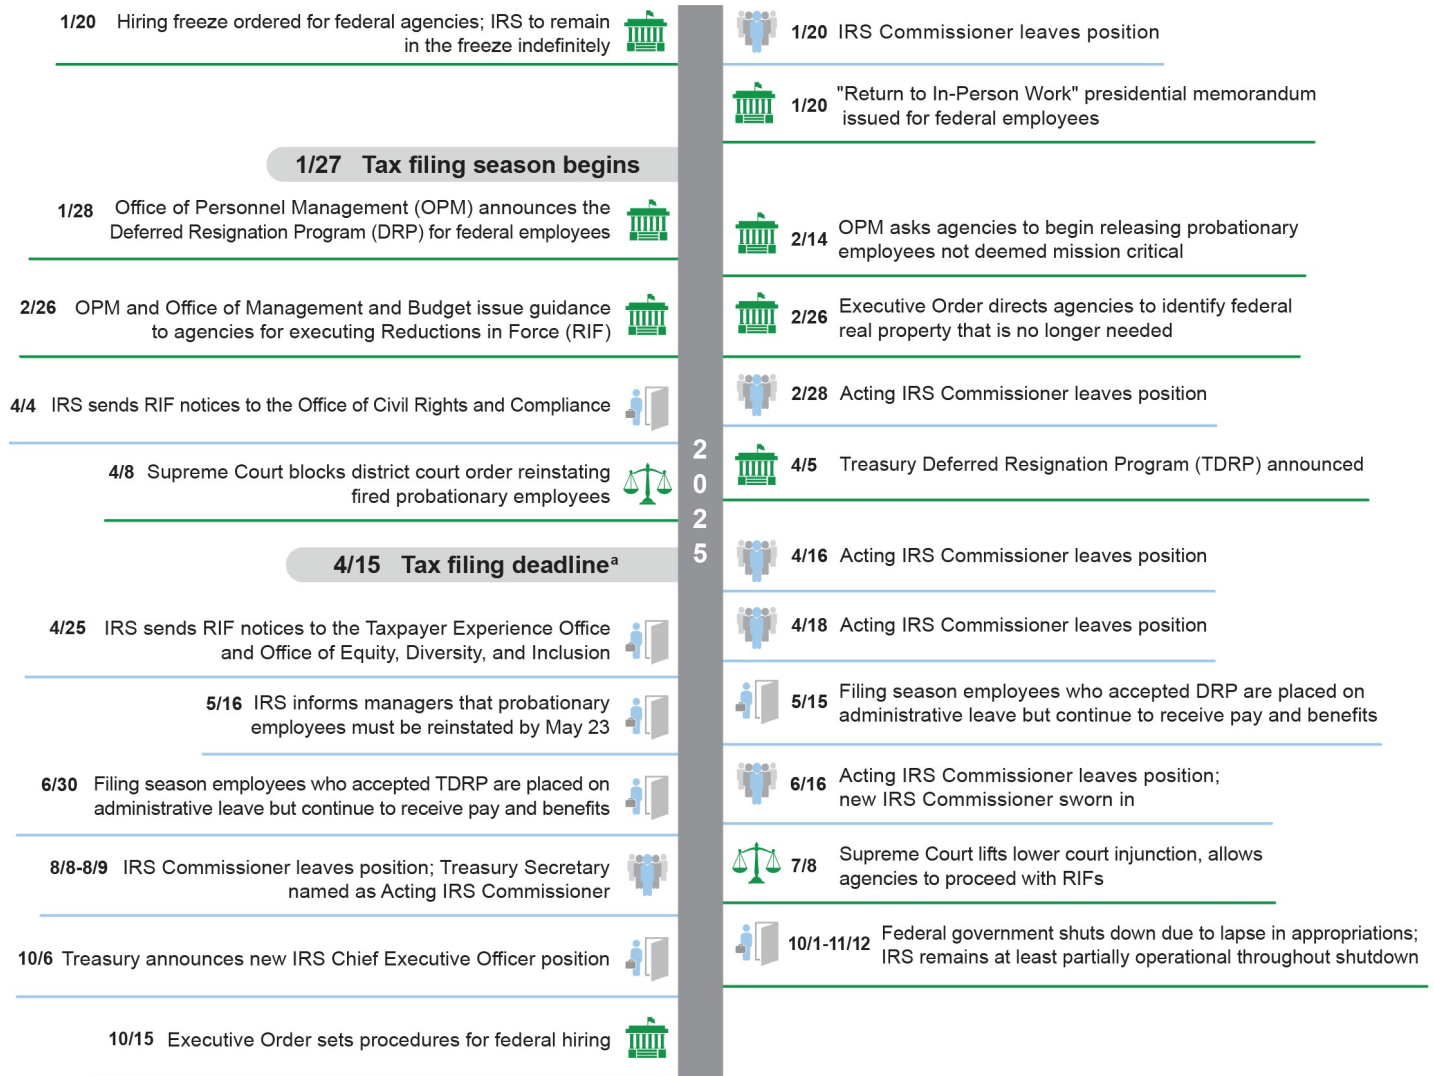 1/20 Hiring freeze ordered for federal agencies; IRS to remain
in the freeze indefinitely
1/20 IRS Commissioner leaves position
1/20 "Return to In-Person Work" presidential memorandum
issued for federal employees
1/27 Tax filing season begins
1/28 Office of Personnel Management (OPM) announces the
Deferred Resignation Program (DRP) for federal employees
2/14 OPM asks agencies to begin releasing probationary
employees not deemed mission critical
2/26 OPM and Office of Management and Budget issue guidance
to agencies for executing Reductions in Force (RIF)
2/26 Executive Order directs agencies to identify federal
real property that is no longer needed
2/28 Acting IRS Commissioner leaves position
4/4 IRS sends RIF notices to the Office of Civil Rights and Compliance
4/5 Treasury Deferred Resignation Program (TDRP) announced
4/8 Supreme Court blocks district court order reinstating
fired probationary employees
2
0
2
5
4/15 Tax filing deadlineª
4/16 Acting IRS Commissioner leaves position
4/18 Acting IRS Commissioner leaves position
4/25 IRS sends RIF notices to the Taxpayer Experience Office
and Office of Equity, Diversity, and Inclusion
5/15 Filing season employees who accepted DRP are placed on
administrative leave but continue to receive pay and benefits
5/16 IRS informs managers that probationary
employees must be reinstated by May 23
6/16 Acting IRS Commissioner leaves position;
new IRS Commissioner sworn in
6/30 Filing season employees who accepted TDRP are placed on
administrative leave but continue to receive pay and benefits
7/8 Supreme Court lifts lower court injunction, allows
agencies to proceed with RIFs
8/8-8/9 IRS Commissioner leaves position; Treasury Secretary
named as Acting IRS Commissioner
10/1-11/12 Federal government shuts down due to lapse in appropriations;
IRS remains at least partially operational throughout shutdown
10/6 Treasury announces new IRS Chief Executive Officer position
10/15 Executive Order sets procedures for federal hiring